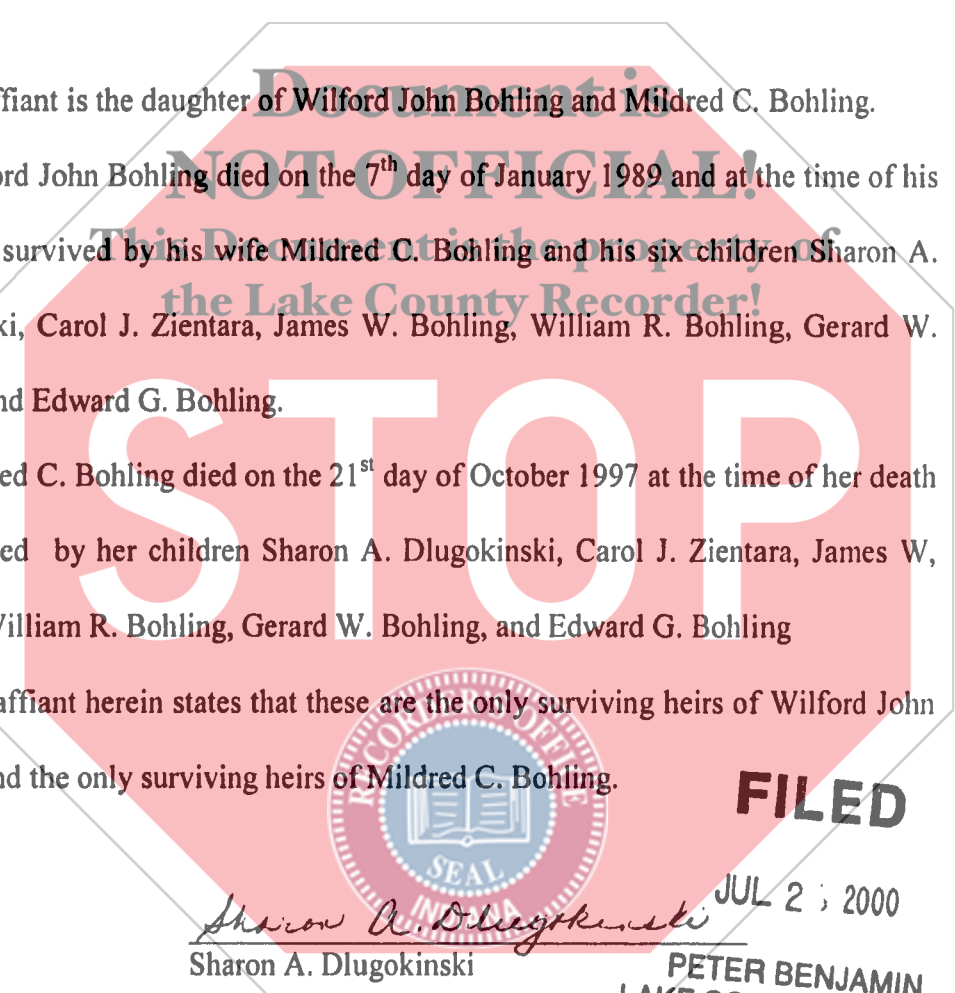 Document is
NOT OFFICIAL!
This Document is the property of
the Lake County Recorder!
STOP
ffiant is the daughter of Wilford John Bohling and Mildred C. Bohling.
ord John Bohling died on the 7th day of January 1989 and at the time of his
survived by his wife Mildred C. Bohling and his six children Sharon A.
ki, Carol J. Zientara, James W. Bohling, William R. Bohling, Gerard W.
nd Edward G. Bohling.
ed C. Bohling died on the 21st day of October 1997 at the time of her death
ed by her children Sharon A. Dlugokinski, Carol J. Zientara, James W,
William R. Bohling, Gerard W. Bohling, and Edward G. Bohling
affiant herein states that these are the only surviving heirs of Wilford John
nd the only surviving heirs of Mildred C. Bohling.
RECORDER'S OFFICE
SEAL
INDIANA
FILED
JUL 2 2000
Sharon A. Dlugokinski
Sharon A. Dlugokinski
PETER BENJAMIN
LAKE